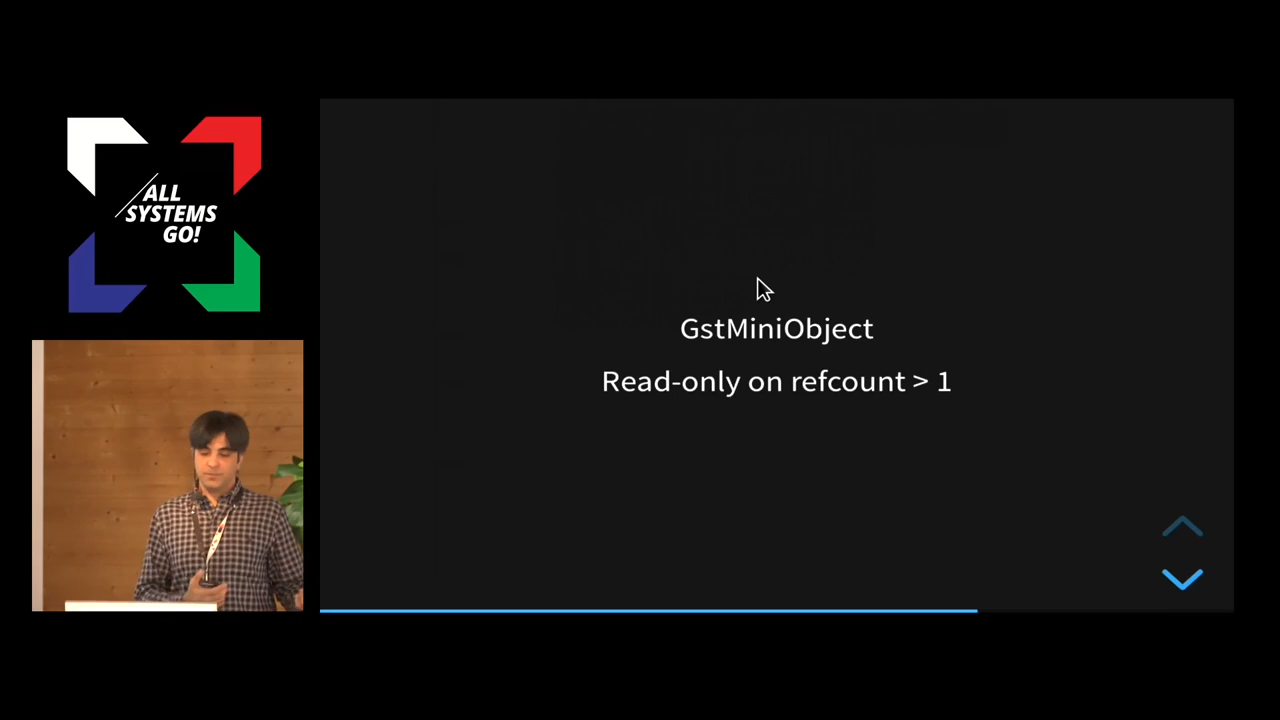 ALL
SYSTEMS
GO!
GstMiniObject
Read-only on refcount > 1